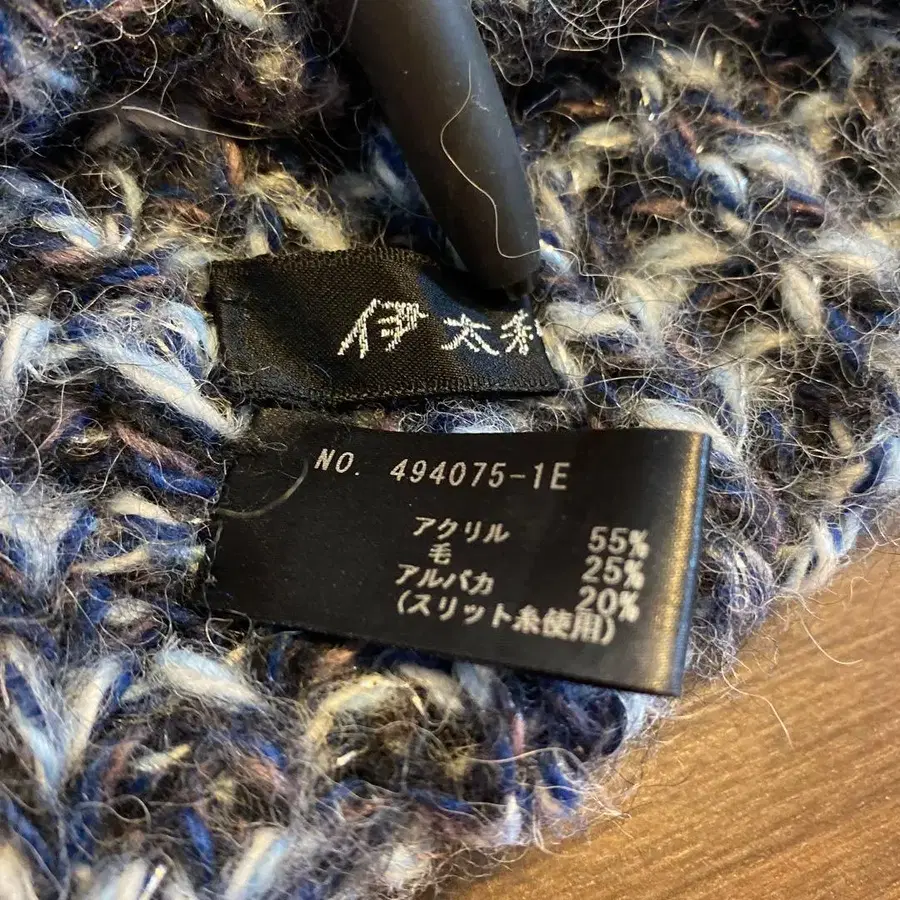 伊太利
NO. 494075-1E
アクリル 55%
毛 25%
アルパカ 20%
(スリット糸使用)